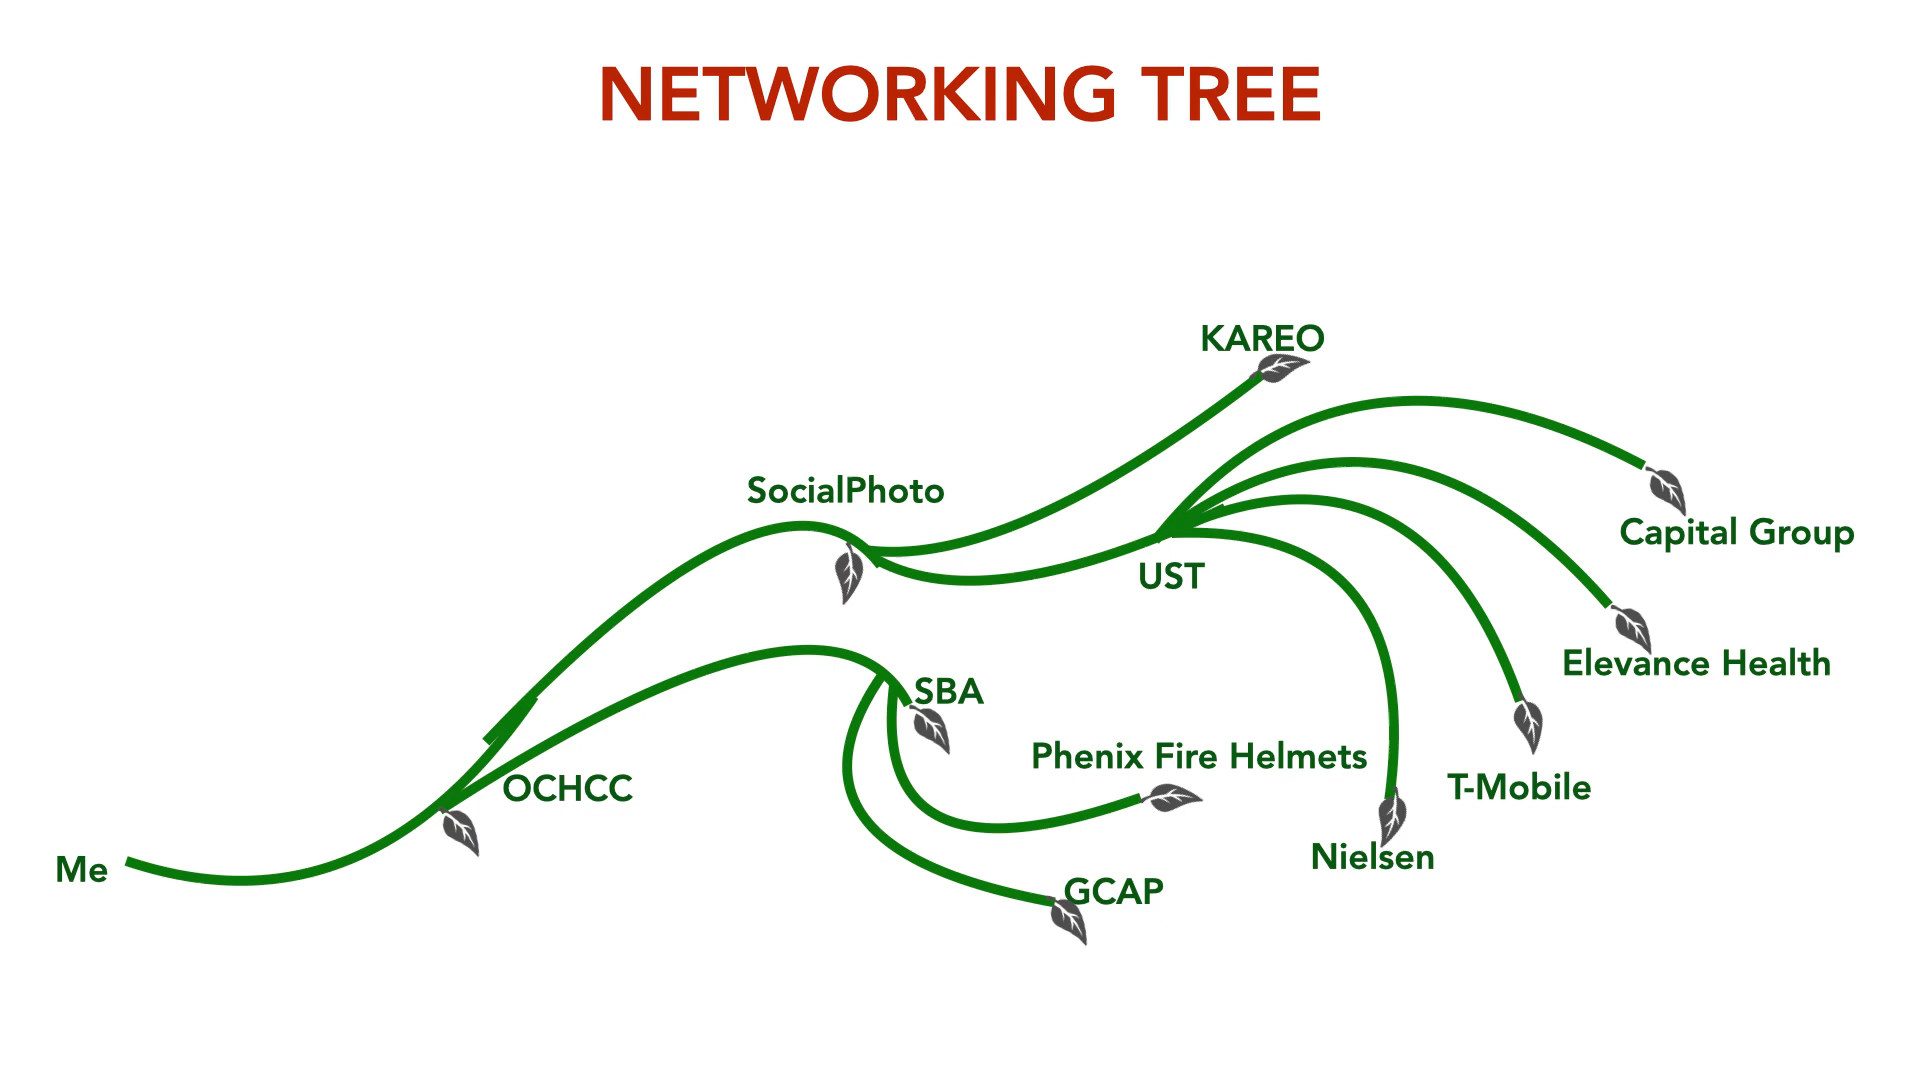 NETWORKING TREE
KAREO
SocialPhoto
Capital Group
UST
Elevance Health
SBA
Phenix Fire Helmets
OCHCC
T-Mobile
Nielsen
Me
GCAP